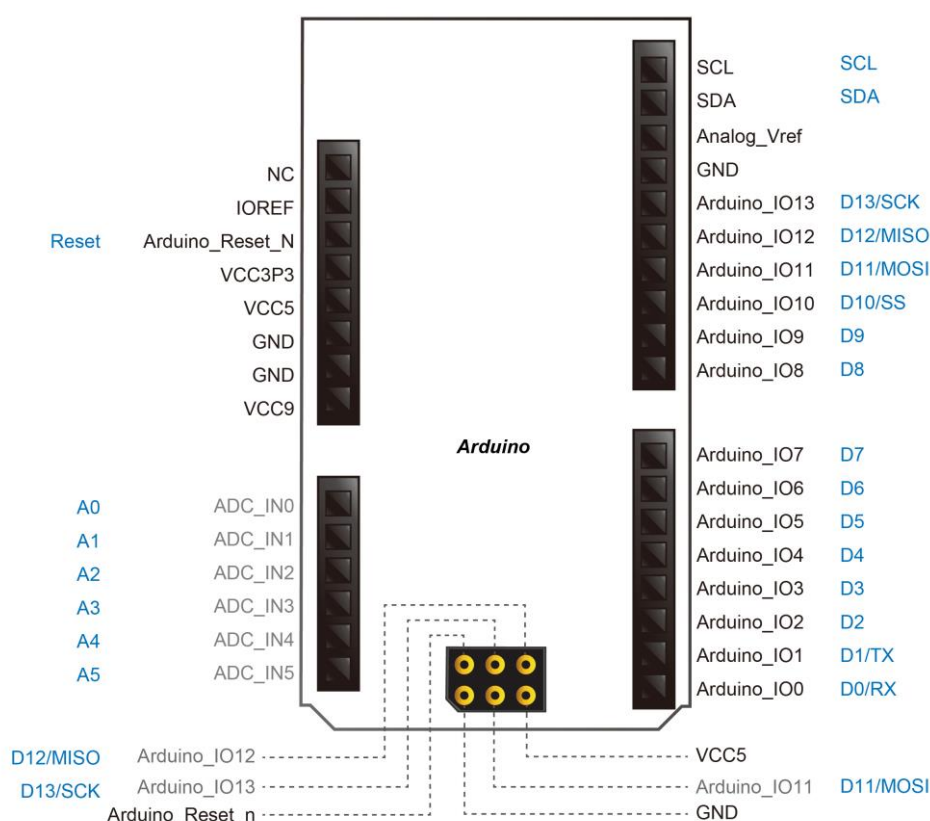 SCL SCL
SDA SDA
Analog_Vref
NC GND
IOREF Arduino_IO13 D13/SCK
Reset Arduino_Reset_N Arduino_IO12 D12/MISO
VCC3P3 Arduino_IO11 D11/MOSI
VCC5 Arduino_IO10 D10/SS
GND Arduino_IO9 D9
GND Arduino_IO8 D8
VCC9
Arduino
Arduino_IO7 D7
Arduino_IO6 D6
A0 ADC_IN0 Arduino_IO5 D5
A1 ADC_IN1 Arduino_IO4 D4
A2 ADC_IN2 Arduino_IO3 D3
A3 ADC_IN3 Arduino_IO2 D2
A4 ADC_IN4 Arduino_IO1 D1/TX
A5 ADC_IN5 Arduino_IO0 D0/RX
D12/MISO Arduino_IO12 VCC5
D13/SCK Arduino_IO13 Arduino_IO11 D11/MOSI
Arduino_Reset_n GND